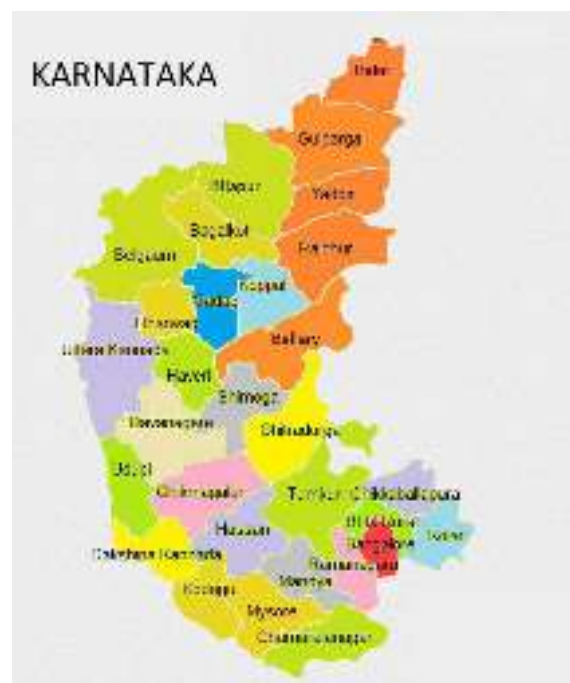 KARNATAKA
Bidar
Gulbarga
Bijapur
Yadgir
Bagalkot
Raichur
Belgaum
Koppal
Gadag
Dharwad
Bellary
Uttara Kannada
Haveri
Shimoga
Davanagere
Chitradurga
Udupi
Chikmagalur
Tumkur
Chikkaballapura
Hassan
Bangalore
Kolar
Dakshina Kannada
Ramanagara
Mandya
Kodagu
Mysore
Chamarajanagar